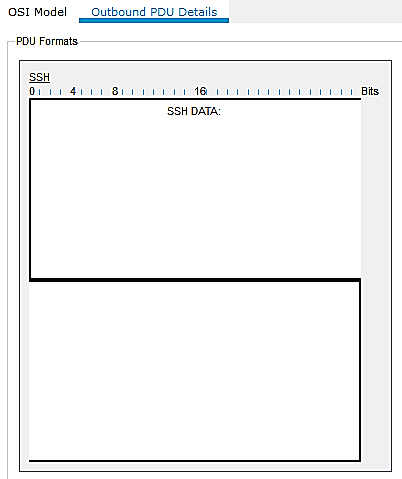 OSI Model Outbound PDU Details
PDU Formats
SSH
0 4 8 16 Bits
SSH DATA: